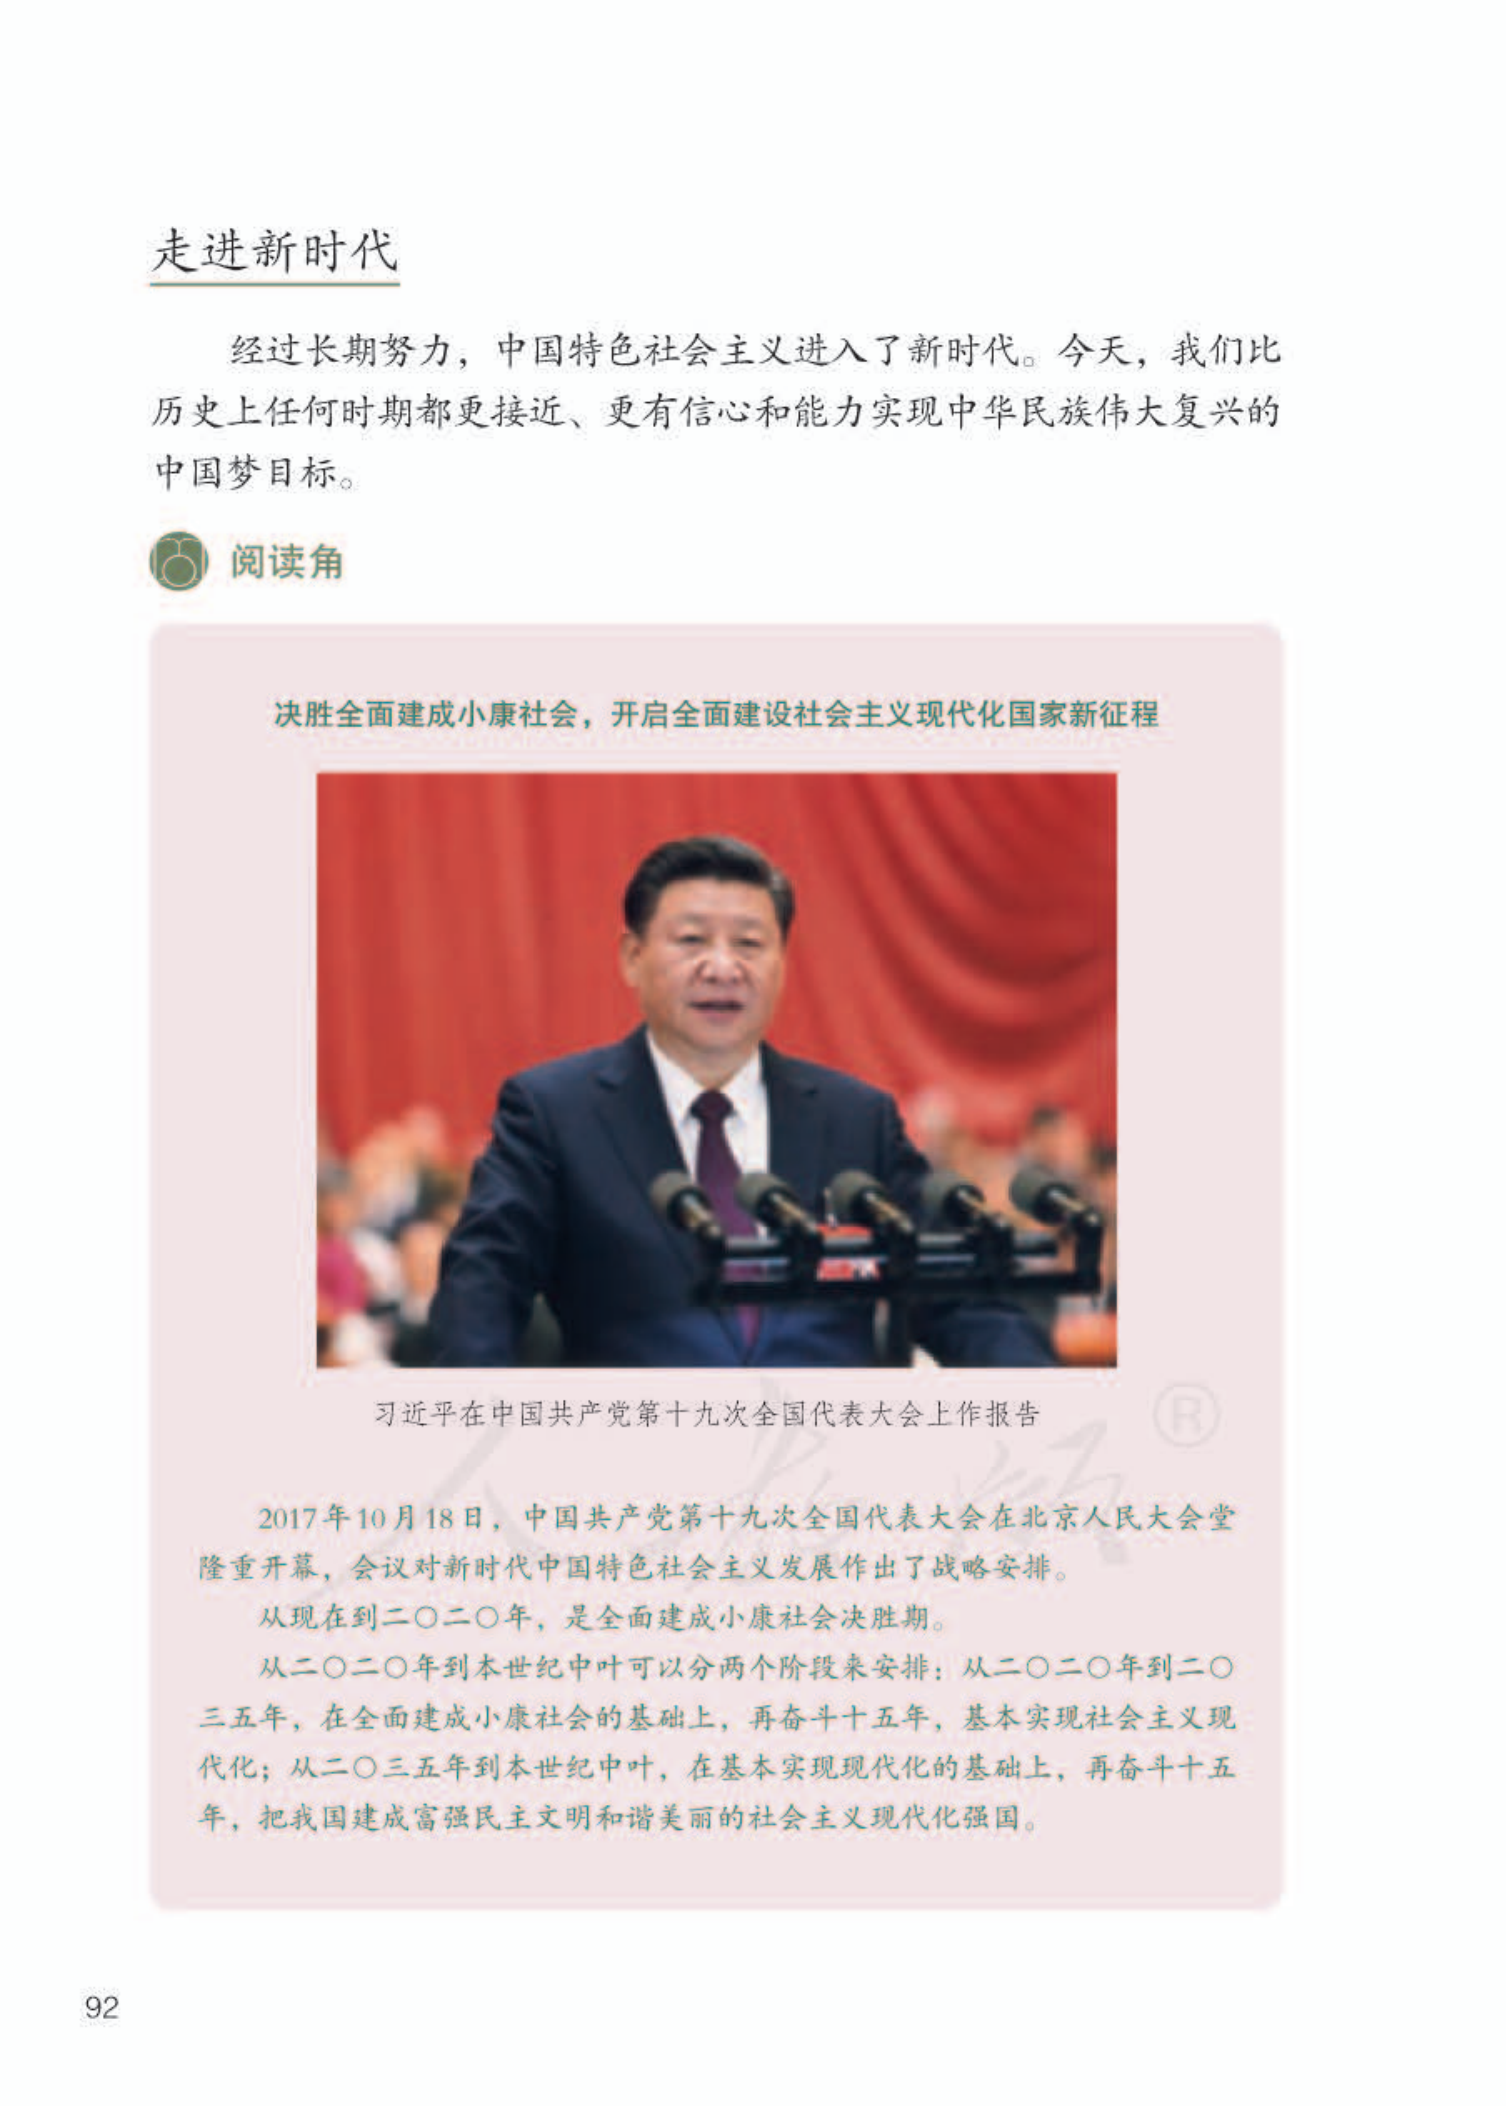 走进新时代
经过长期努力，中国特色社会主义进入了新时代。今天，我们比
历史上任何时期都更接近、更有信心和能力实现中华民族伟大复兴的
中国梦目标。
阅读角
决胜全面建成小康社会，开启全面建设社会主义现代化国家新征程
习近平在中国共产党第十九次全国代表大会上作报告
®
2017年10月18日，中国共产党第十九次全国代表大会在北京人民大会堂
隆重开幕，会议对新时代中国特色社会主义发展作出了战略安排。
从现在到二〇二〇年，是全面建成小康社会决胜期。
从二〇二〇年到本世纪中叶可以分两个阶段来安排：从二〇二〇年到二〇
三五年，在全面建成小康社会的基础上，再奋斗十五年，基本实现社会主义现
代化；从二〇三五年到本世纪中叶，在基本实现现代化的基础上，再奋斗十五
年，把我国建成富强民主文明和谐美丽的社会主义现代化强国。
92